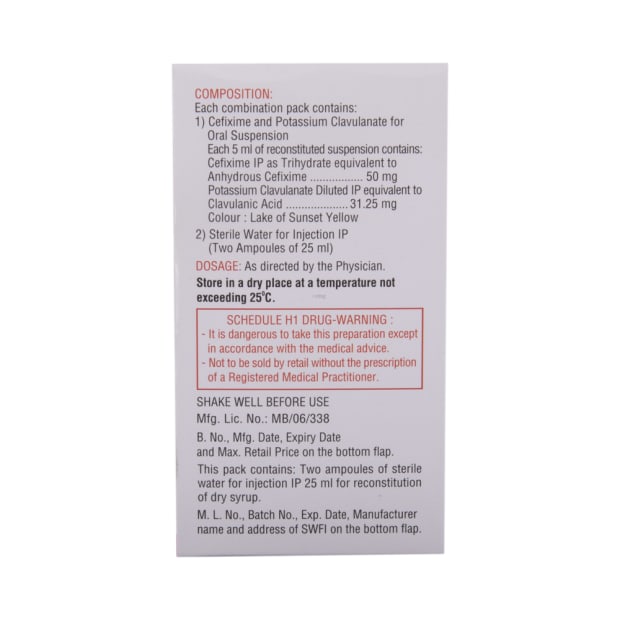 COMPOSITION:
Each combination pack contains:
1) Cefixime and Potassium Clavulanate for
Oral Suspension
Each 5 ml of reconstituted suspension contains:
Cefixime IP as Trihydrate equivalent to
Anhydrous Cefixime ................. 50 mg
Potassium Clavulanate Diluted IP equivalent to
Clavulanic Acid .................... 31.25 mg
Colour : Lake of Sunset Yellow
2) Sterile Water for Injection IP
(Two Ampoules of 25 ml)
DOSAGE: As directed by the Physician.
Store in a dry place at a temperature not
exceeding 25°C.
SCHEDULE H1 DRUG-WARNING :
- It is dangerous to take this preparation except
in accordance with the medical advice.
- Not to be sold by retail without the prescription
of a Registered Medical Practitioner.
SHAKE WELL BEFORE USE
Mfg. Lic. No.: MB/06/338
B. No., Mfg. Date, Expiry Date
and Max. Retail Price on the bottom flap.
This pack contains: Two ampoules of sterile
water for injection IP 25 ml for reconstitution
of dry syrup.
M. L. No., Batch No., Exp. Date, Manufacturer
name and address of SWFI on the bottom flap.